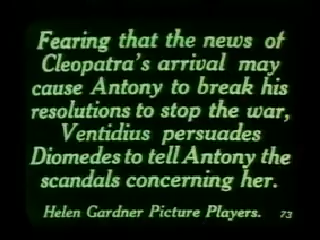 Fearing that the news of
Cleopatra's arrival may
cause Antony to break his
resolutions to stop the war,
Ventidius persuades
Diomedes to tell Antony the
scandals concerning her.
Helen Gardner Picture Players. 73